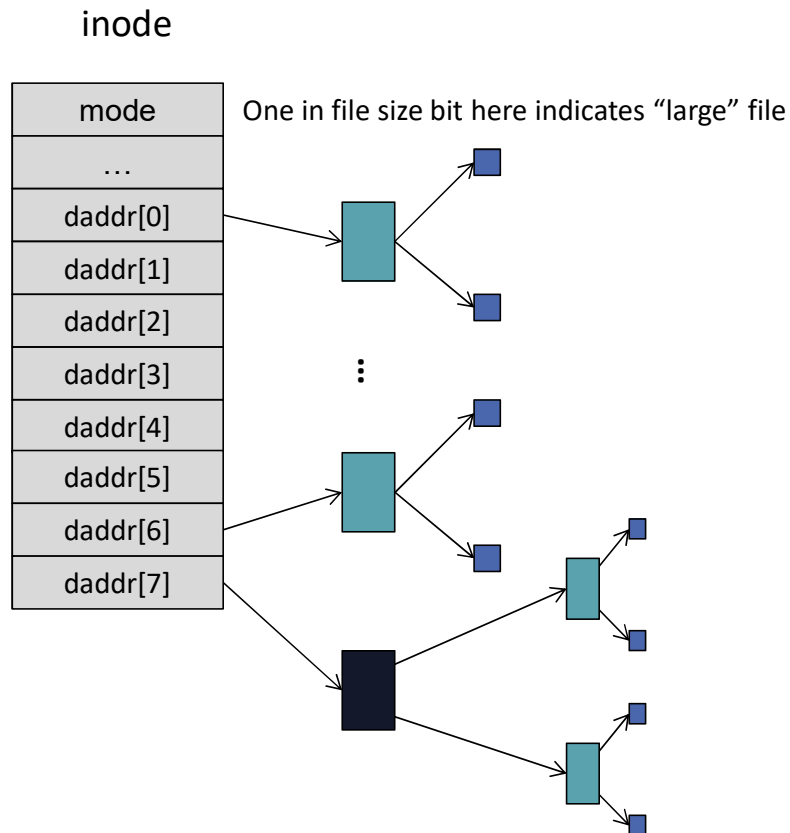 inode
mode
One in file size bit here indicates “large” file
…
daddr[0]
daddr[1]
daddr[2]
daddr[3]
daddr[4]
daddr[5]
daddr[6]
daddr[7]
…